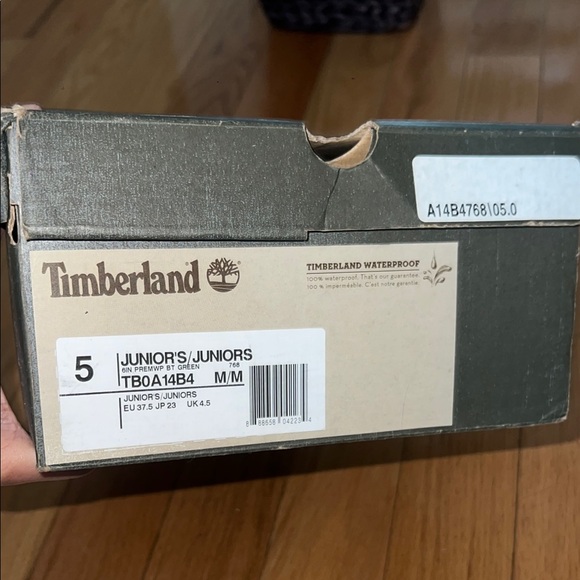 A14B4768|05.0
Timberland
TIMBERLAND WATERPROOF
100% waterproof. That's our guarantee.
100 % imperméable. C'est notre garantie.
5
JUNIOR'S/JUNIORS
6IN PREMWP BT GREEN 768
TB0A14B4 M/M
JUNIOR'S/JUNIORS
EU 37.5 JP 23 UK 4.5